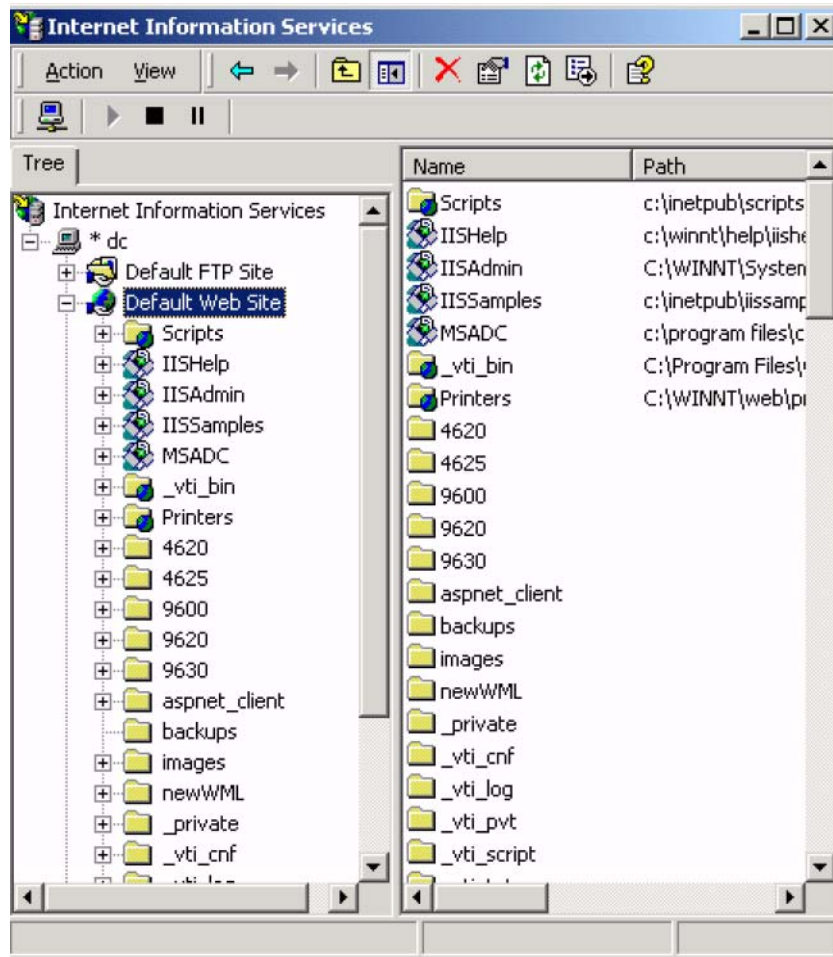 Internet Information Services
Action View
Tree
Internet Information Services
* dc
Default FTP Site
Default Web Site
Scripts
IISHelp
IISAdmin
IISSamples
MSADC
_vti_bin
Printers
4620
4625
9600
9620
9630
aspnet_client
backups
images
newWML
_private
_vti_cnf
Name Path
Scripts c:\inetpub\scripts
IISHelp c:\winnt\help\iishe
IISAdmin C:\WINNT\System
IISSamples c:\inetpub\iissamp
MSADC c:\program files\c
_vti_bin C:\Program Files\
Printers C:\WINNT\web\pr
4620
4625
9600
9620
9630
aspnet_client
backups
images
newWML
_private
_vti_cnf
_vti_log
_vti_pvt
_vti_script